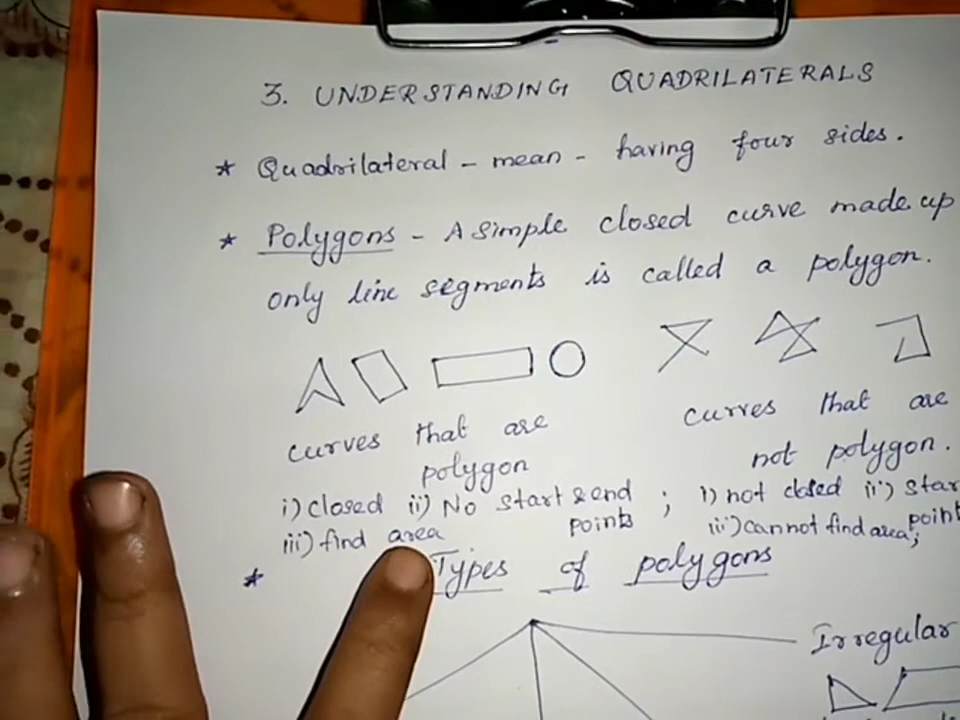 3. UNDERSTANDING QUADRILATERALS
* Quadrilateral - mean - having four sides.
* Polygons - A simple closed curve made up
only line segments is called a polygon.
curves that are
polygon
curves that are
not polygon.
i) closed ii) No start & end
points ;
iii) find area
i) not closed ii) star
point
iii) cannot find area;
* Types of polygons
Irregular